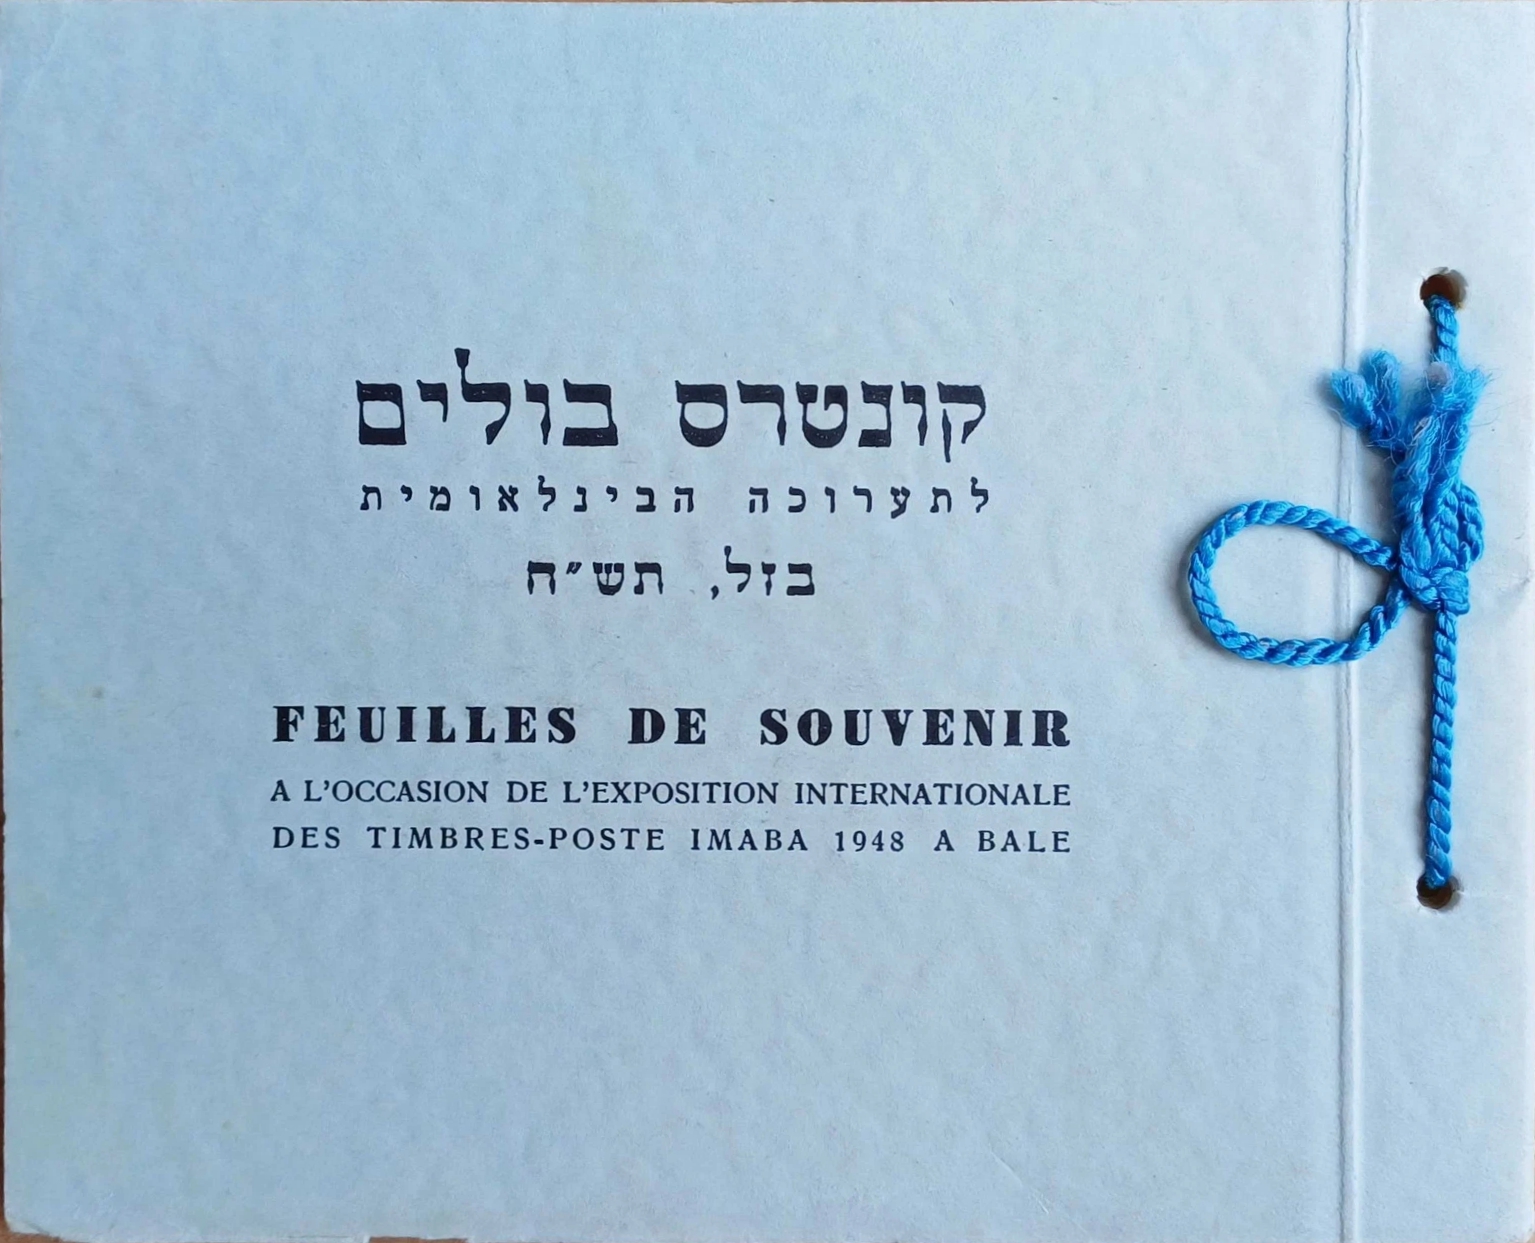 קונטרס בולים
לתערוכה הבינלאומית
בזל, תש״ח
FEUILLES DE SOUVENIR
A L'OCCASION DE L'EXPOSITION INTERNATIONALE
DES TIMBRES-POSTE IMABA 1948 A BALE